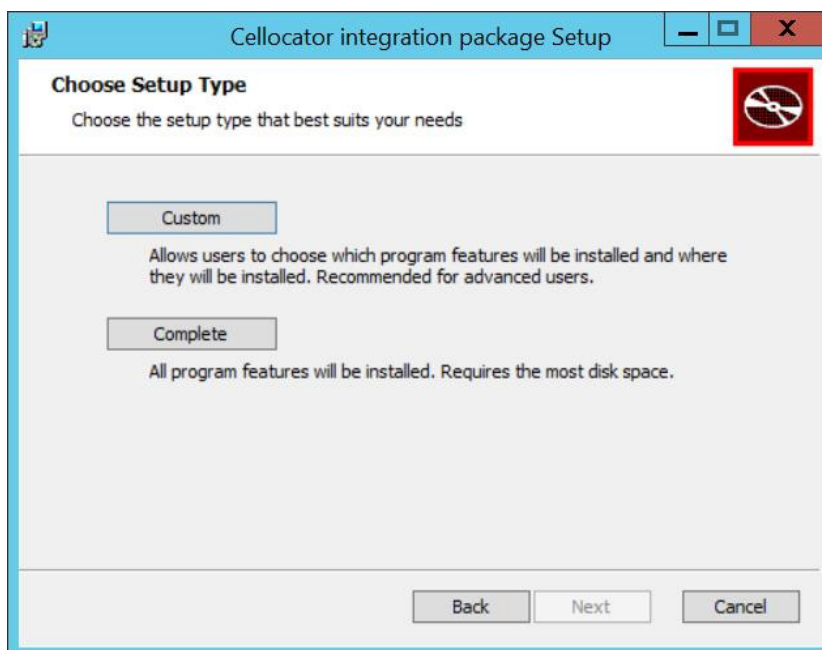 Cellocator integration package Setup
Choose Setup Type
Choose the setup type that best suits your needs
Custom
Allows users to choose which program features will be installed and where
they will be installed. Recommended for advanced users.
Complete
All program features will be installed. Requires the most disk space.
Back Next Cancel